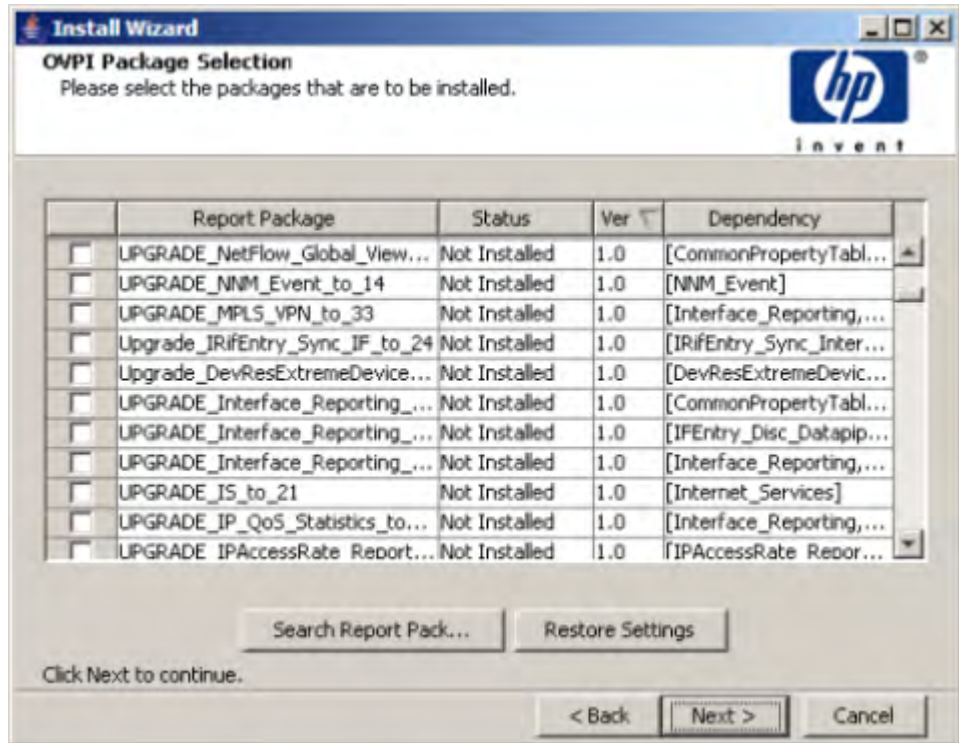 Install Wizard
OVPI Package Selection
Please select the packages that are to be installed.
hp ®
invent
Report Package Status Ver Dependency
UPGRADE_NetFlow_Global_View... Not Installed 1.0 [CommonPropertyTabl...
UPGRADE_NNM_Event_to_14 Not Installed 1.0 [NNM_Event]
UPGRADE_MPLS_VPN_to_33 Not Installed 1.0 [Interface_Reporting,...
Upgrade_IRifEntry_Sync_IF_to_24 Not Installed 1.0 [IRifEntry_Sync_Inter...
Upgrade_DevResExtremeDevice... Not Installed 1.0 [DevResExtremeDevic...
UPGRADE_Interface_Reporting_... Not Installed 1.0 [CommonPropertyTabl...
UPGRADE_Interface_Reporting_... Not Installed 1.0 [IFEntry_Disc_Datapip...
UPGRADE_Interface_Reporting_... Not Installed 1.0 [Interface_Reporting,...
UPGRADE_IS_to_21 Not Installed 1.0 [Internet_Services]
UPGRADE_IP_QoS_Statistics_to... Not Installed 1.0 [Interface_Reporting,...
UPGRADE_IPAccessRate_Report... Not Installed 1.0 [IPAccessRate_Repor...
Search Report Pack... Restore Settings
Click Next to continue.
< Back Next > Cancel